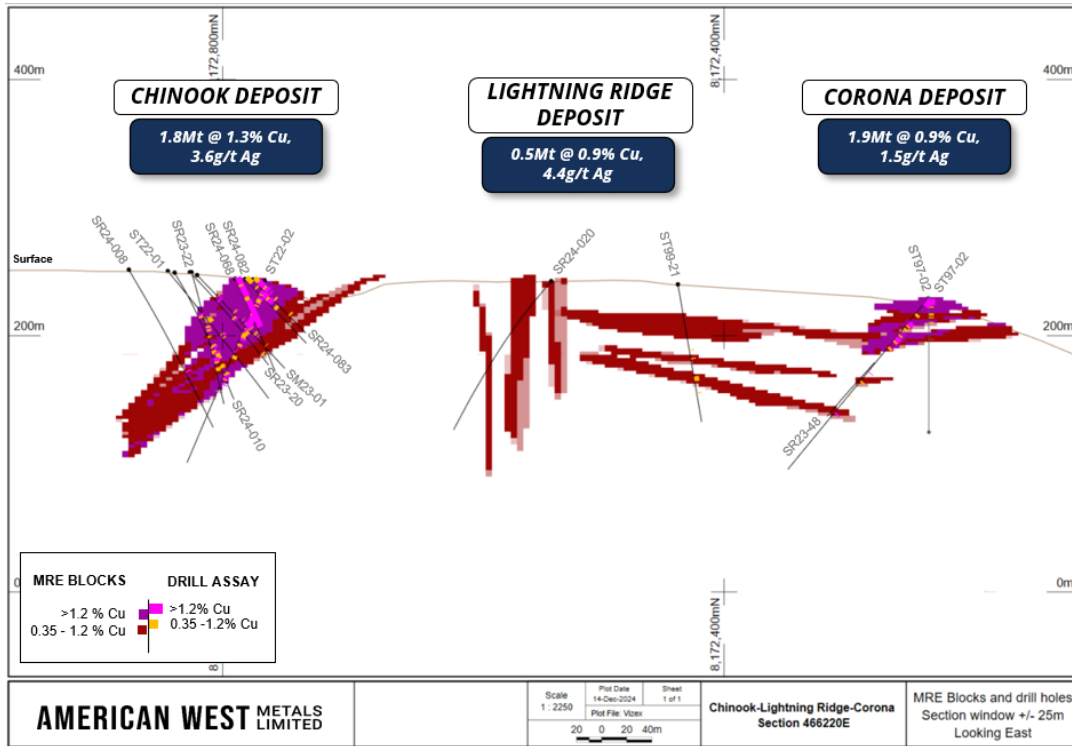 8,172,800mN
8,172,400mN
400m
400m
CHINOOK DEPOSIT
1.8Mt @ 1.3% Cu,
3.6g/t Ag
LIGHTNING RIDGE
DEPOSIT
0.5Mt @ 0.9% Cu,
4.4g/t Ag
CORONA DEPOSIT
1.9Mt @ 0.9% Cu,
1.5g/t Ag
Surface
SR24-008
ST22-01
SR23-22
SR24-068
SR24-082
ST22-02
SR24-020
ST99-21
ST97-02
ST97-02
200m
200m
SR24-083
SM23-01
SR23-20
SR24-010
SR23-48
MRE BLOCKS
DRILL ASSAY
>1.2 % Cu
>1.2% Cu
0.35 - 1.2 % Cu
0.35 -1.2% Cu
0
0m
8
8,172,400mN
AMERICAN WEST METALS
LIMITED
Scale
1 : 2250
Plot Date
14-Dec-2024
Sheet
1 of 1
Plot File: Vizex
20 0 20 40m
Chinook-Lightning Ridge-Corona
Section 466220E
MRE Blocks and drill holes
Section window +/- 25m
Looking East